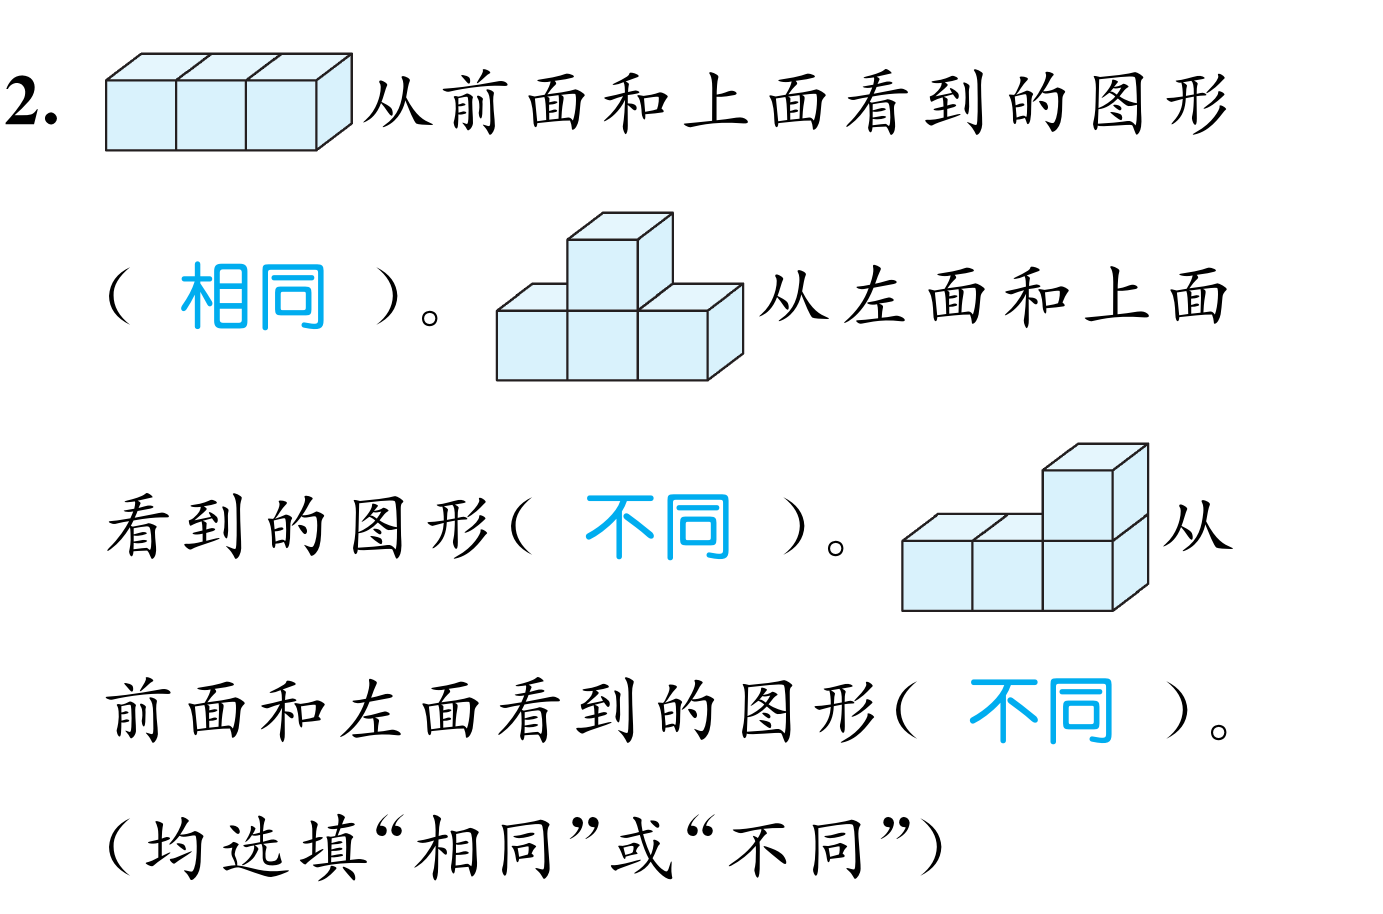 2. 从前面和上面看到的图形
( 相同 )。 从左面和上面
看到的图形( 不同 )。 从
前面和左面看到的图形( 不同 )。
(均选填“相同”或“不同”)